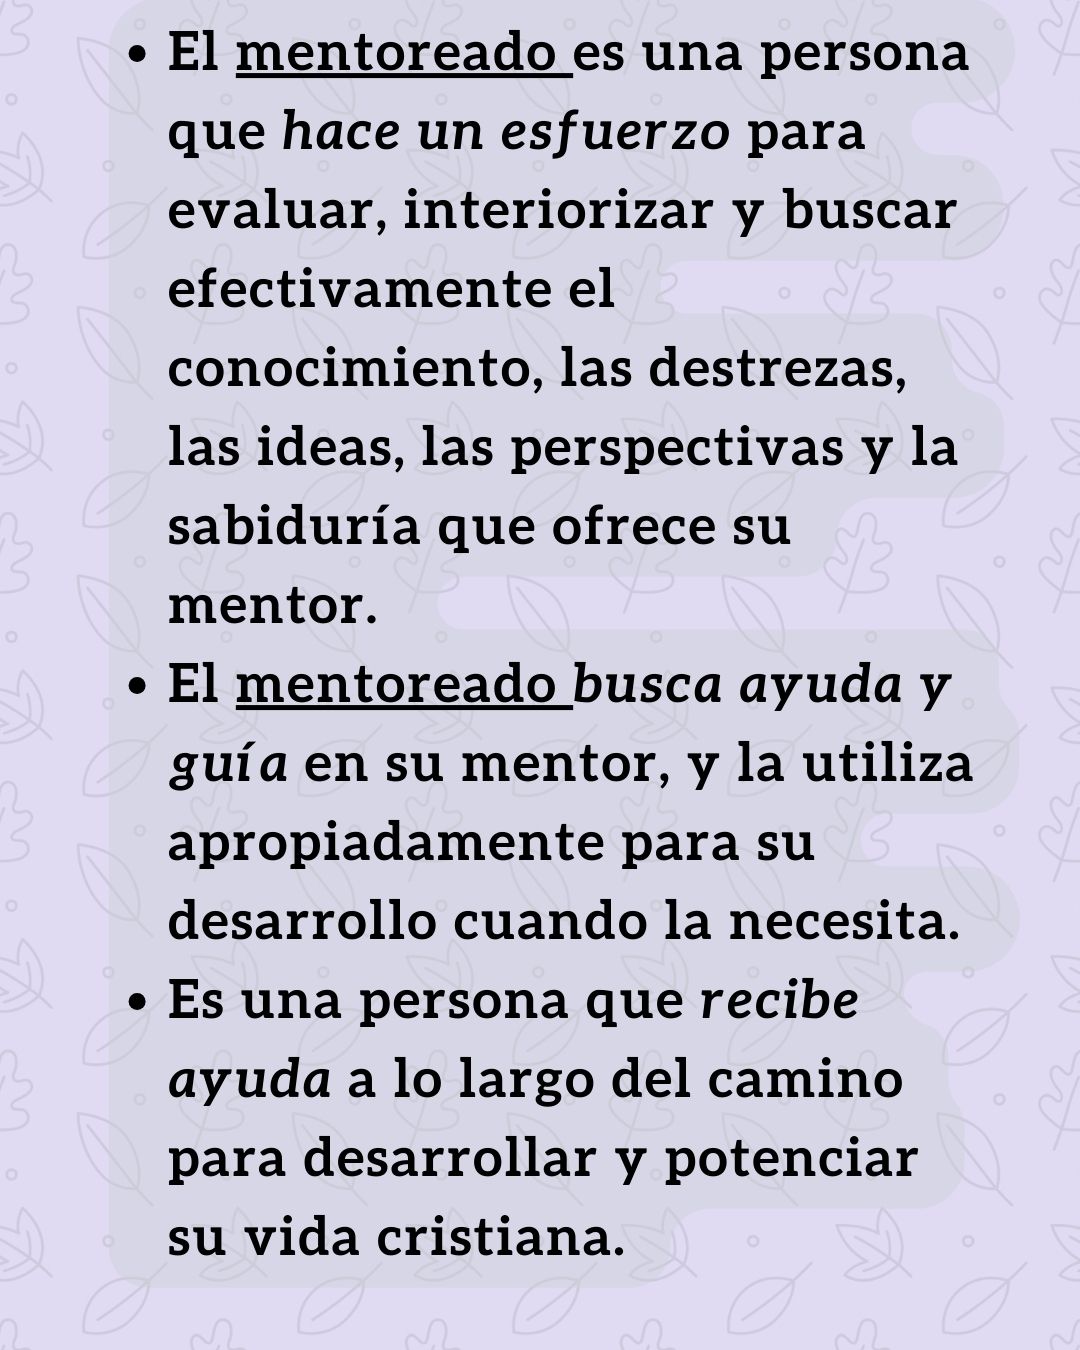 • El mentoreado es una persona
que hace un esfuerzo para
evaluar, interiorizar y buscar
efectivamente el
conocimiento, las destrezas,
las ideas, las perspectivas y la
sabiduría que ofrece su
mentor.
• El mentoreado busca ayuda y
guía en su mentor, y la utiliza
apropiadamente para su
desarrollo cuando la necesita.
• Es una persona que recibe
ayuda a lo largo del camino
para desarrollar y potenciar
su vida cristiana.